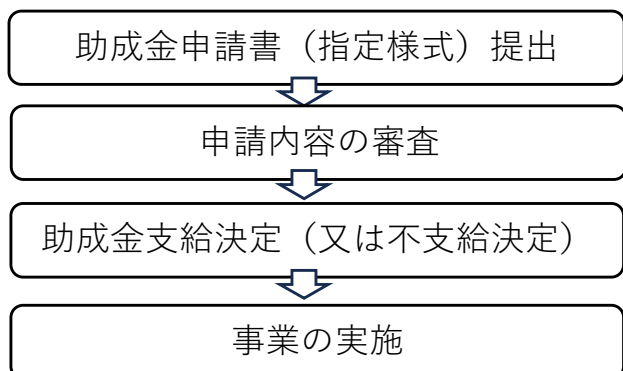 助成金申請書（指定様式）提出
申請内容の審査
助成金支給決定（又は不支給決定）
事業の実施